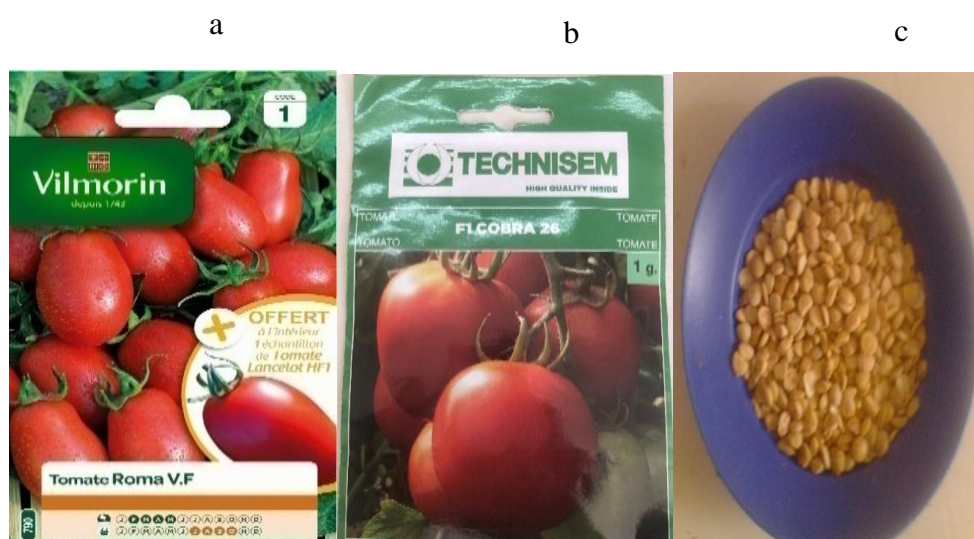 a
b
c
CODE
1
Vilmorin
depuis 1743
OFFERT
à l'intérieur
1 échantillon
de Tomate
Lancelot HF1
Tomate Roma V.F
J F M A M J J A S O N D
J F M A M J J A S O N D
790
TECHNISEM
HIGH QUALITY INSIDE
TOMATE
TOMATE
F1 COBRA 26
TOMATO
TOMATE
1 g.